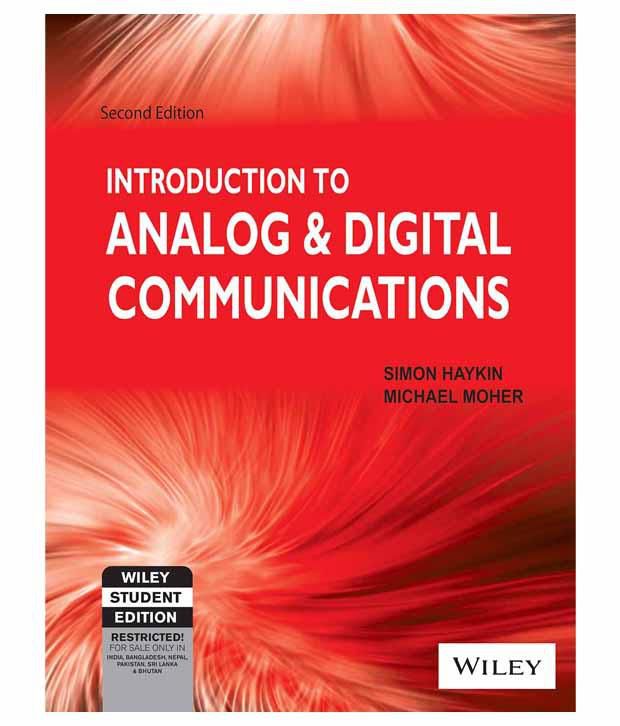 Second Edition
INTRODUCTION TO
ANALOG & DIGITAL
COMMUNICATIONS
SIMON HAYKIN
MICHAEL MOHER
WILEY
STUDENT
EDITION
RESTRICTED!
FOR SALE ONLY IN
INDIA, BANGLADESH, NEPAL,
PAKISTAN, SRI LANKA
& BHUTAN
WILEY